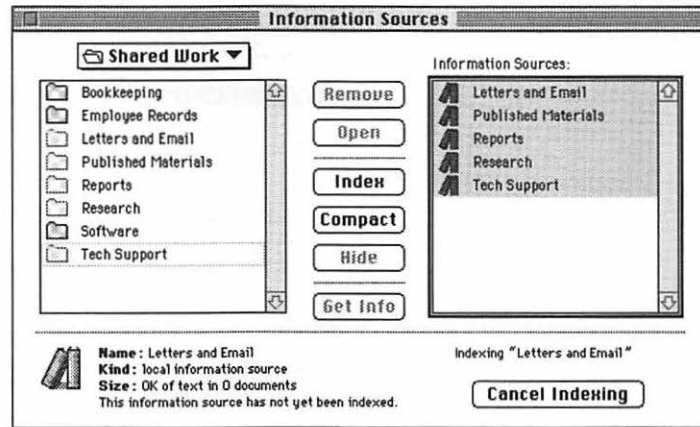 Information Sources
Shared Work
Bookkeeping
Employee Records
Letters and Email
Published Materials
Reports
Research
Software
Tech Support
Remove
Open
Index
Compact
Hide
Get Info
Information Sources:
Letters and Email
Published Materials
Reports
Research
Tech Support
Name: Letters and Email
Kind: local information source
Size: 0K of text in 0 documents
This information source has not yet been indexed.
Indexing "Letters and Email"
Cancel Indexing